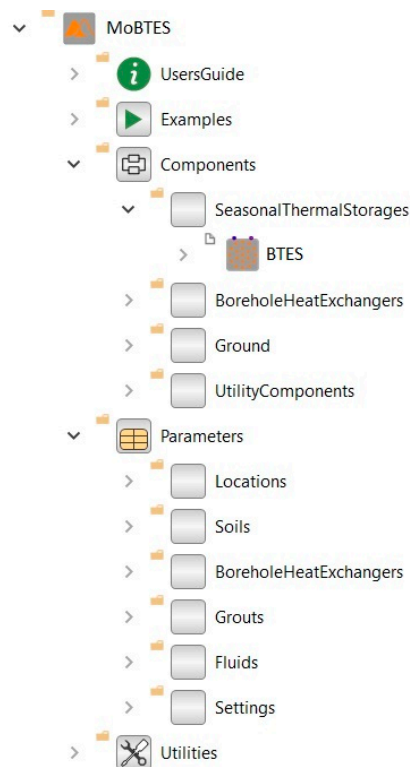 MoBTES
UsersGuide
Examples
Components
SeasonalThermalStorages
BTES
BoreholeHeatExchangers
Ground
UtilityComponents
Parameters
Locations
Soils
BoreholeHeatExchangers
Grouts
Fluids
Settings
Utilities